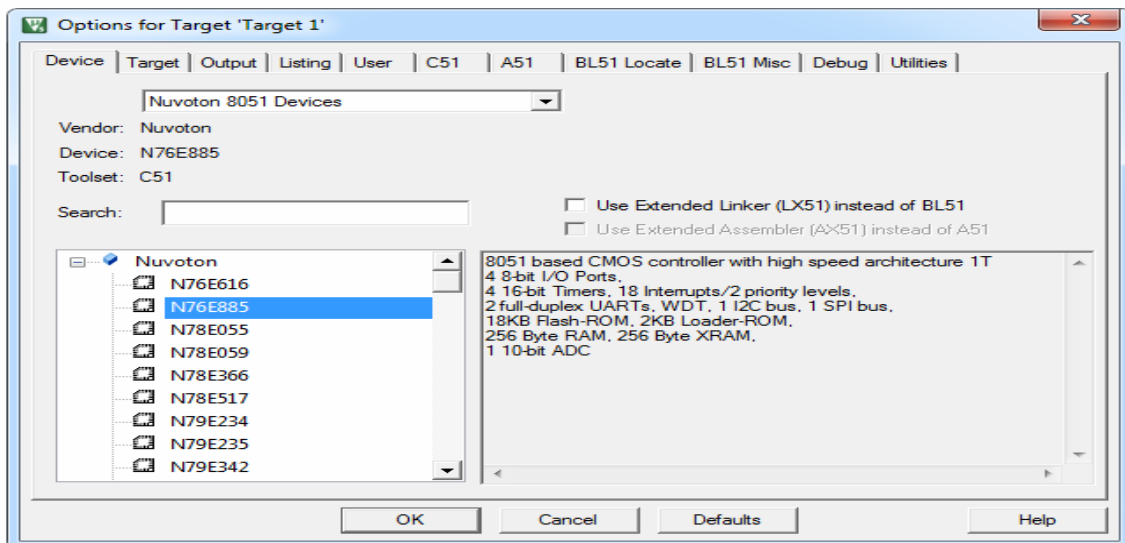 Options for Target 'Target 1'
Device Target Output Listing User C51 A51 BL51 Locate BL51 Misc Debug Utilities
Nuvoton 8051 Devices
Vendor: Nuvoton
Device: N76E885
Toolset: C51
Search:
Use Extended Linker (LX51) instead of BL51
Use Extended Assembler (AX51) instead of A51
Nuvoton
N76E616
N76E885
N78E055
N78E059
N78E366
N78E517
N79E234
N79E235
N79E342
8051 based CMOS controller with high speed architecture 1T
4 8-bit I/O Ports,
4 16-bit Timers, 18 Interrupts/2 priority levels,
2 full-duplex UARTs, WDT, 1 I2C bus, 1 SPI bus,
18KB Flash-ROM, 2KB Loader-ROM,
256 Byte RAM, 256 Byte XRAM,
1 10-bit ADC
OK Cancel Defaults Help